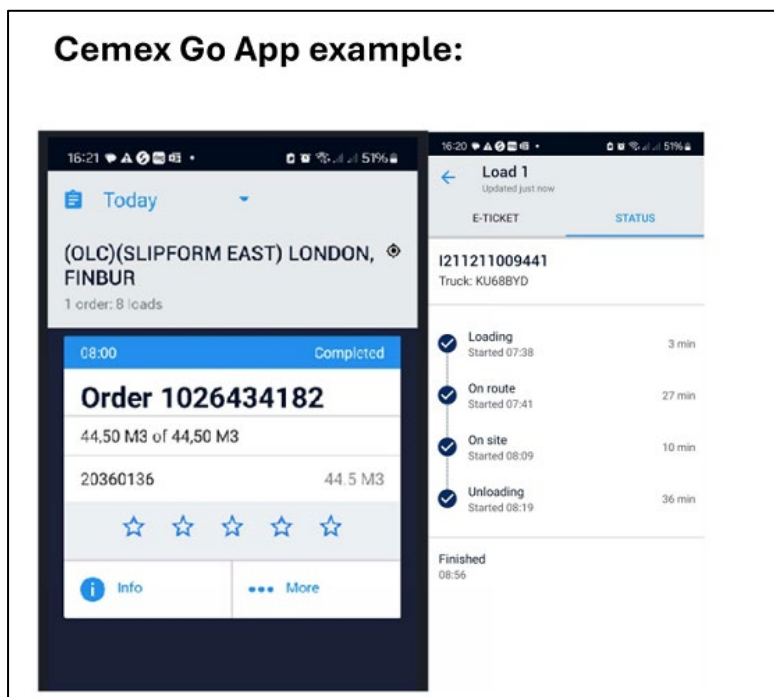 Cemex Go App example:
16:21 51%
Today
(OLC)(SLIPFORM EAST) LONDON,
FINBUR
1 order: 8 loads
08:00 Completed
Order 1026434182
44,50 M3 of 44,50 M3
20360136 44.5 M3
Info
More
16:20 51%
Load 1
Updated just now
E-TICKET STATUS
I211211009441
Truck: KU68BYD
Loading
Started 07:38 3 min
On route
Started 07:41 27 min
On site
Started 08:09 10 min
Unloading
Started 08:19 36 min
Finished
08:56